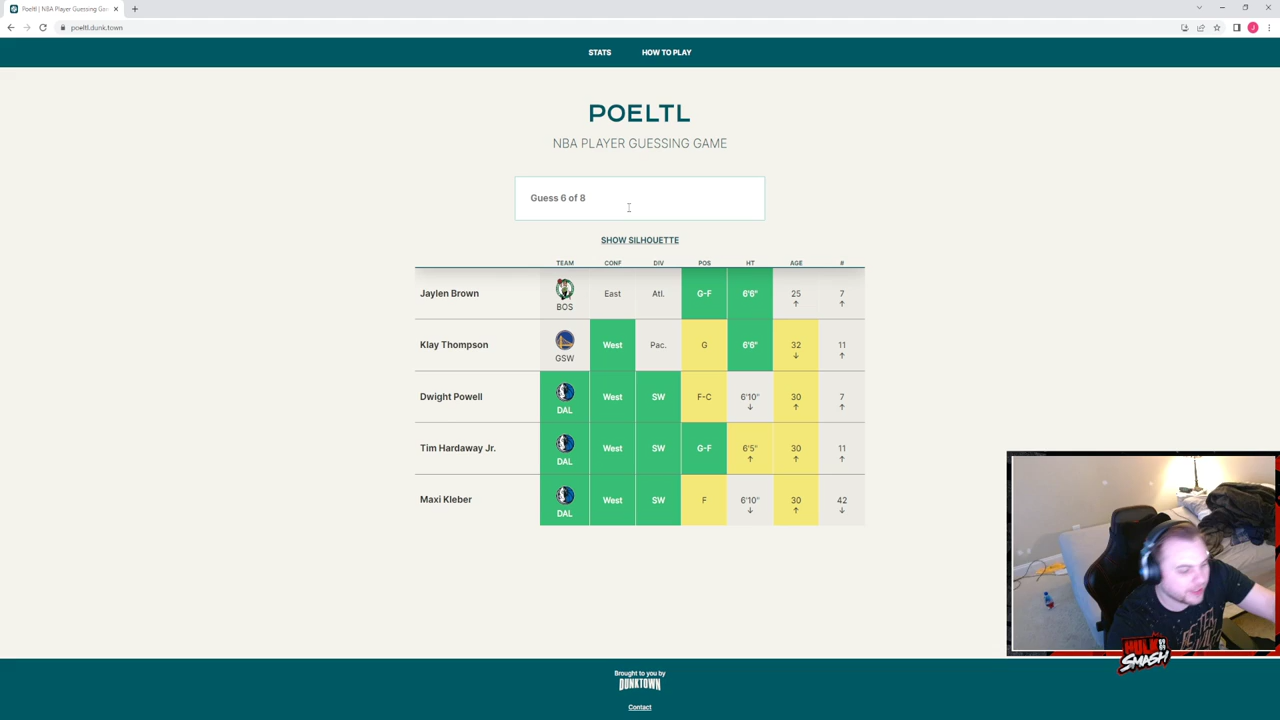 Poeltl | NBA Player Guessing Gam
poeltl.dunk.town
STATS
HOW TO PLAY
POELTL
NBA PLAYER GUESSING GAME
Guess 6 of 8
SHOW SILHOUETTE
TEAM CONF DIV POS HT AGE #
Jaylen Brown BOS East Atl. G-F 6'6" 25 ↑ 7 ↑
Klay Thompson GSW West Pac. G 6'6" 32 ↓ 11 ↑
Dwight Powell DAL West SW F-C 6'10" ↓ 30 ↑ 7 ↑
Tim Hardaway Jr. DAL West SW G-F 6'5" ↑ 30 ↑ 11 ↑
Maxi Kleber DAL West SW F 6'10" ↓ 30 ↑ 42 ↓
HULK
SMASH
Brought to you by
DUNKTOWN
Contact